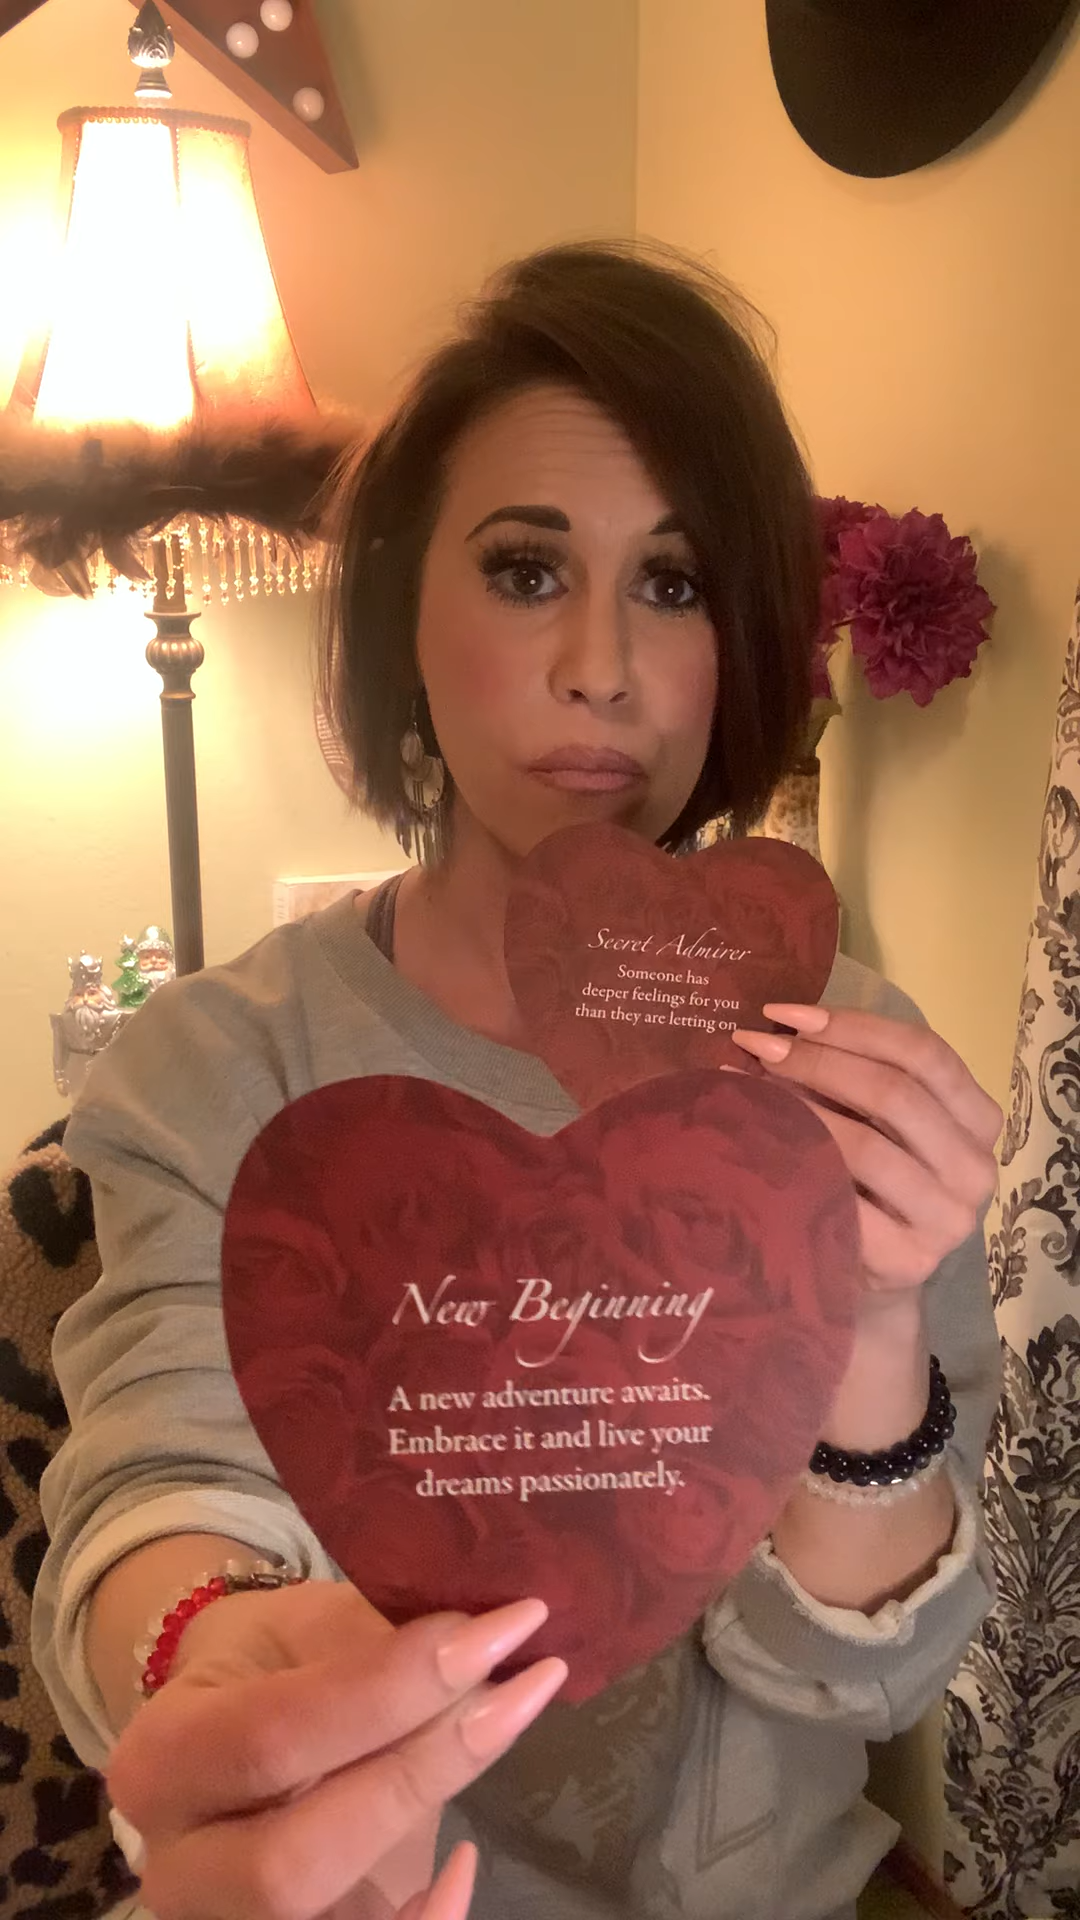 Secret Admirer
Someone has
deeper feelings for you
than they are letting on.
New Beginning
A new adventure awaits.
Embrace it and live your
dreams passionately.